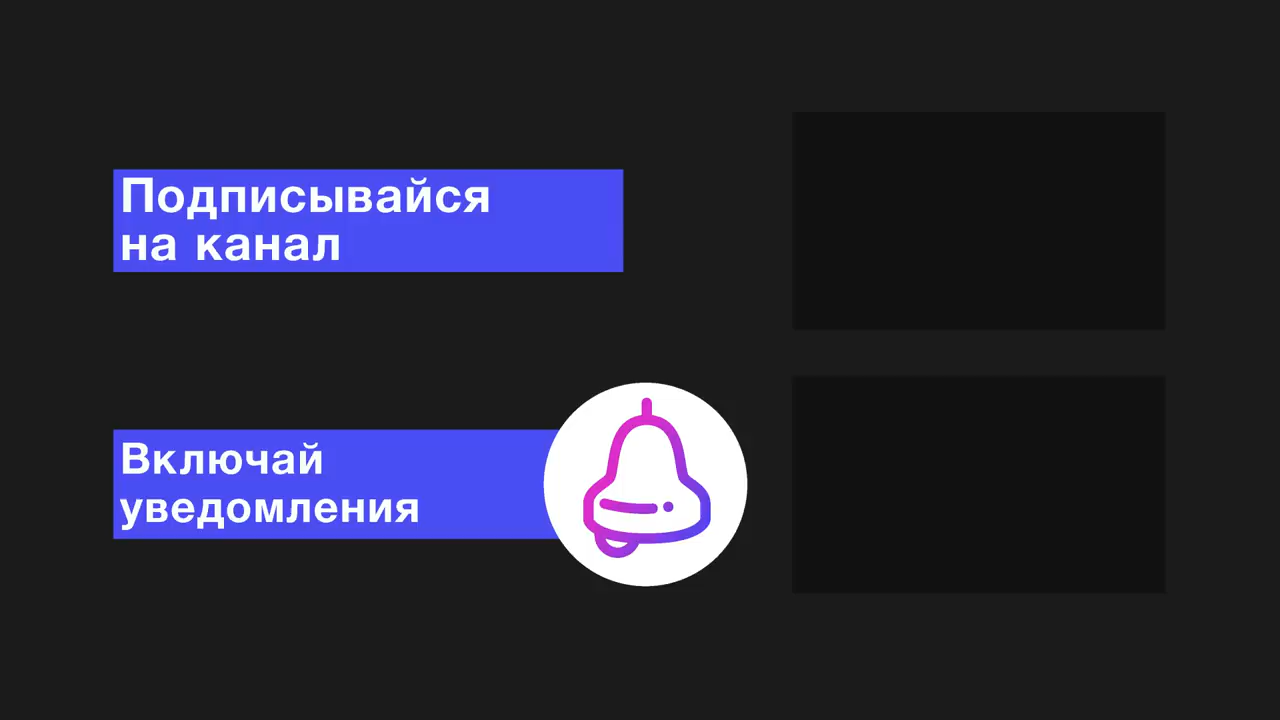 Подписывайся
на канал
Включай
уведомления